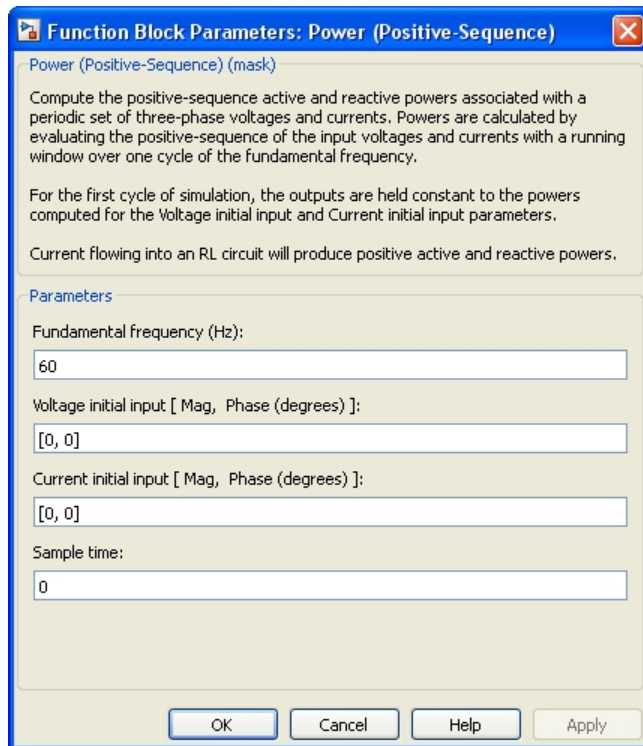 Function Block Parameters: Power (Positive-Sequence)
Power (Positive-Sequence) (mask)
Compute the positive-sequence active and reactive powers associated with a
periodic set of three-phase voltages and currents. Powers are calculated by
evaluating the positive-sequence of the input voltages and currents with a running
window over one cycle of the fundamental frequency.
For the first cycle of simulation, the outputs are held constant to the powers
computed for the Voltage initial input and Current initial input parameters.
Current flowing into an RL circuit will produce positive active and reactive powers.
Parameters
Fundamental frequency (Hz):
60
Voltage initial input [ Mag,  Phase (degrees) ]:
[0, 0]
Current initial input [ Mag,  Phase (degrees) ]:
[0, 0]
Sample time:
0
OK Cancel Help Apply